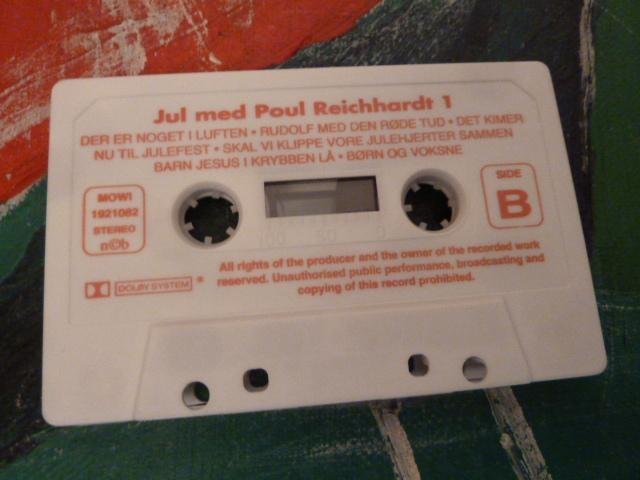 Jul med Poul Reichhardt 1
DER ER NOGET I LUFTEN • RUDOLF MED DEN RØDE TUD • DET KIMER
NU TIL JULEFEST • SKAL VI KLIPPE VORE JULEHJERTER SAMMEN
BARN JESUS I KRYBBEN LÅ • BØRN OG VOKSNE
MOWI
1921082
STEREO
n©b
SIDE
B
100 50 0
DOLBY SYSTEM ®
All rights of the producer and the owner of the recorded work
reserved. Unauthorised public performance, broadcasting and
copying of this record prohibited.